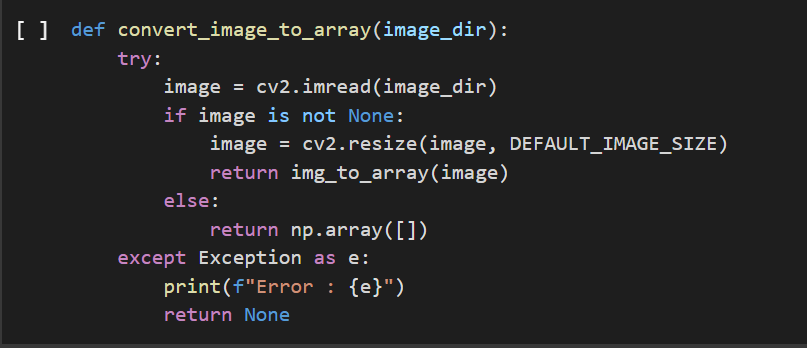 [ ] def convert_image_to_array(image_dir):
    try:
        image = cv2.imread(image_dir)
        if image is not None:
            image = cv2.resize(image, DEFAULT_IMAGE_SIZE)
            return img_to_array(image)
        else:
            return np.array([])
    except Exception as e:
        print(f"Error : {e}")
        return None